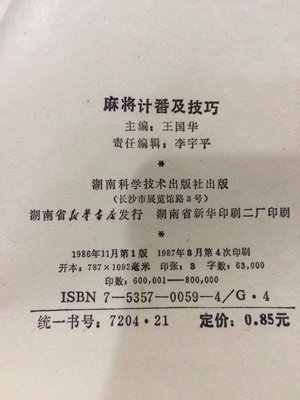 麻将计番及技巧
主编：王国华
责任编辑：李宇平
*
湖南科学技术出版社出版
（长沙市展览馆路3号）
湖南省新华书店发行 湖南省新华印刷二厂印刷
*
1986年11月第1版 1987年3月第4次印刷
开本：787×1092毫米 印张：3 字数：63,000
印数：600,001—800,000
ISBN 7—5357—0059—4/G·4
统一书号：7204·21 定价：0.85元